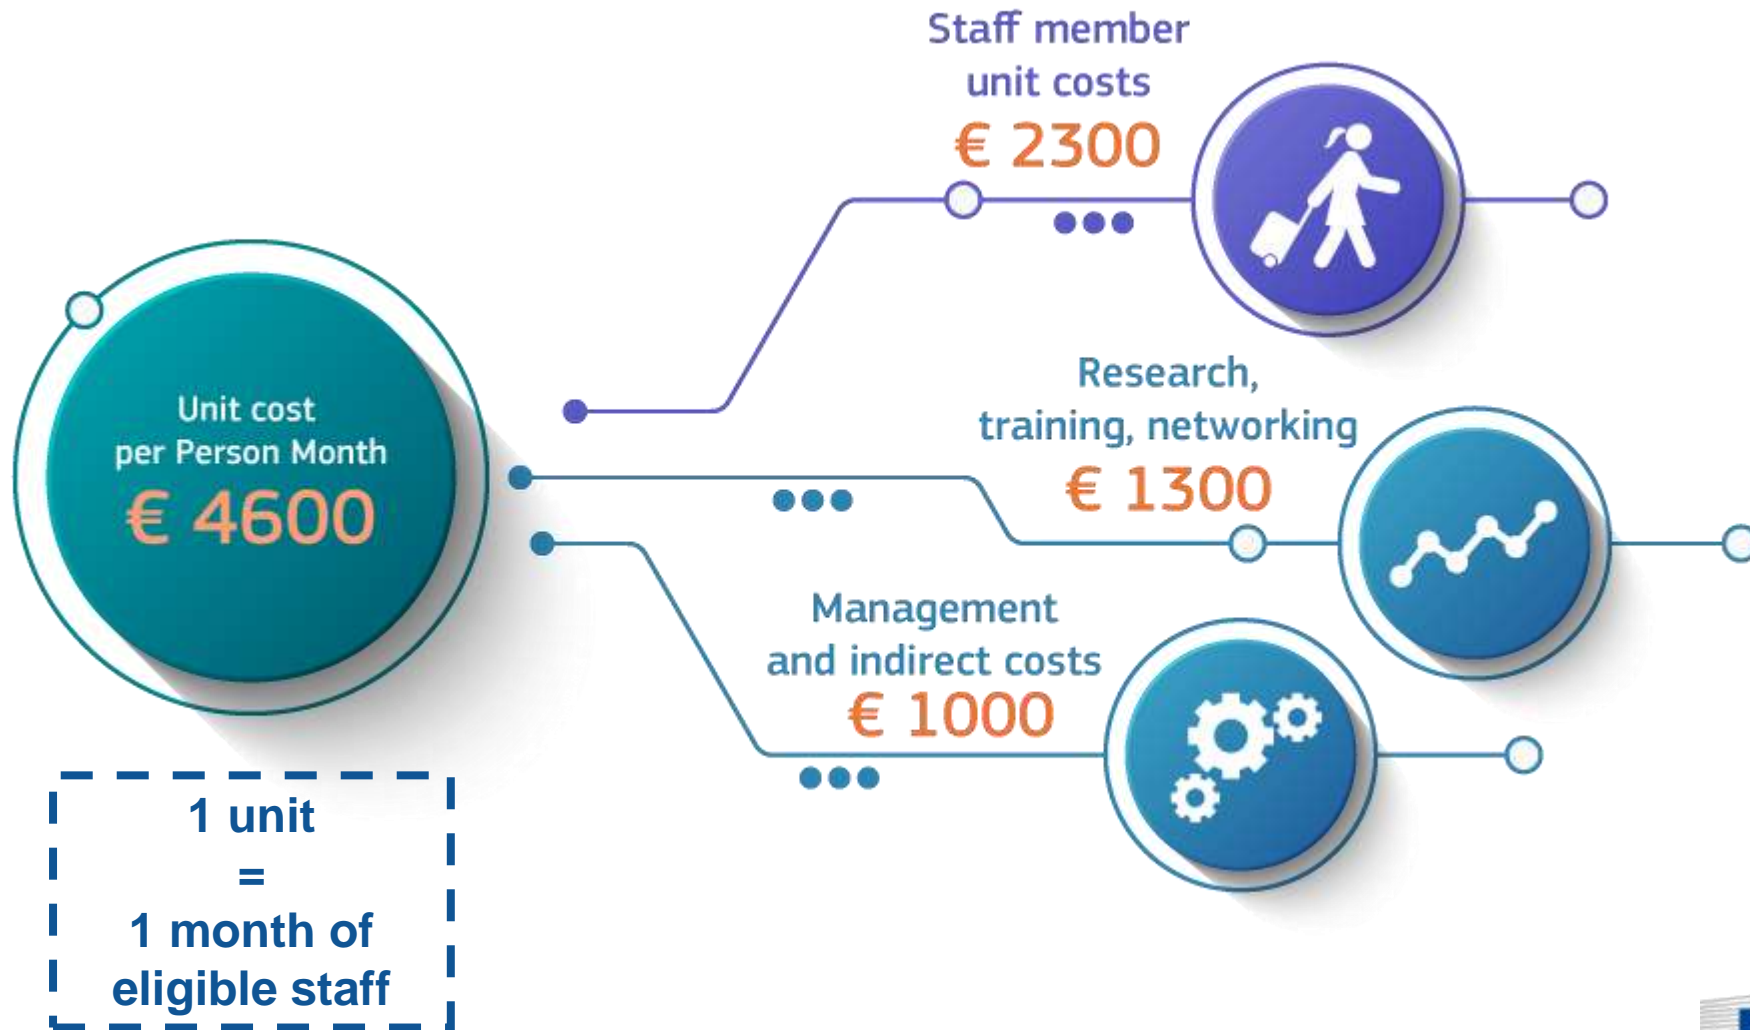 Staff member
unit costs
€ 2300
Unit cost
per Person Month
€ 4600
Research,
training, networking
€ 1300
Management
and indirect costs
€ 1000
1 unit
=
1 month of
eligible staff